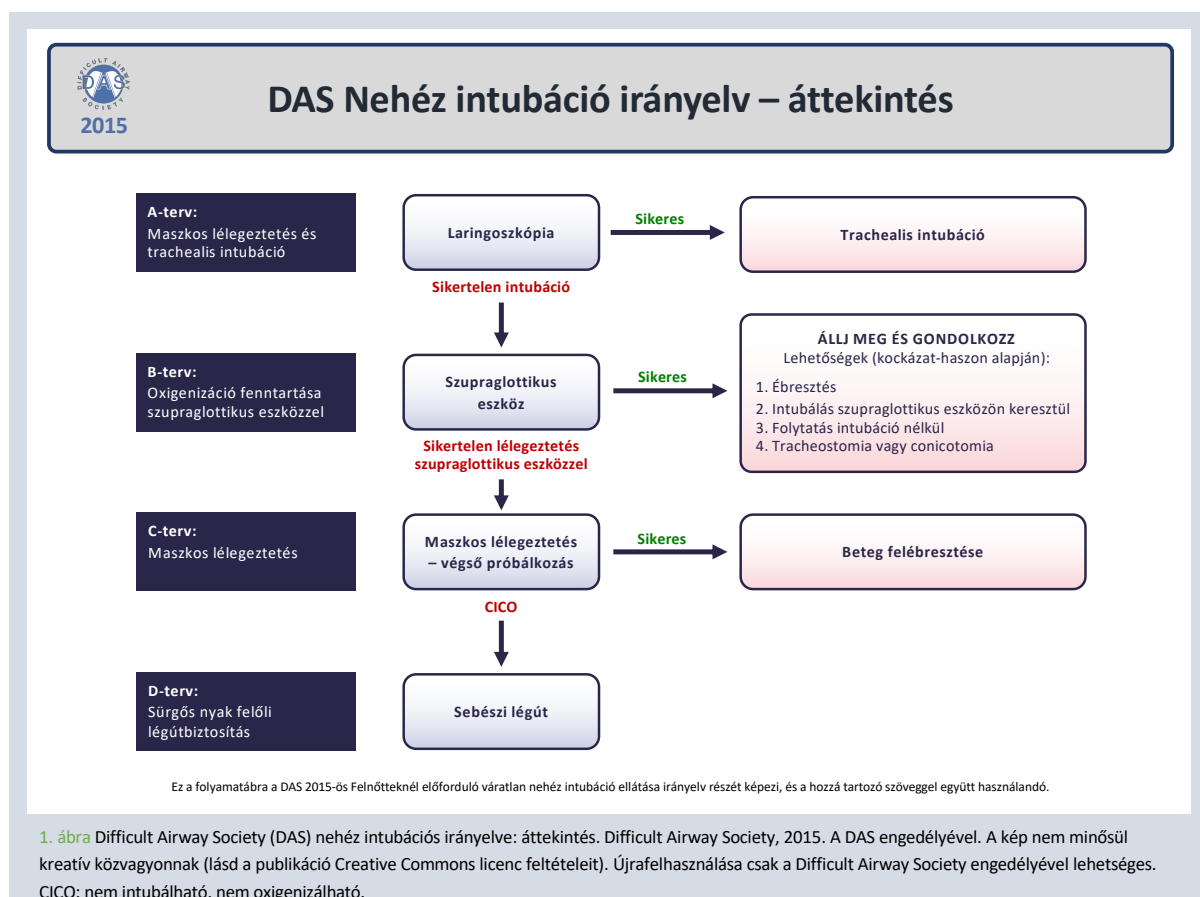 DIFFICULT AIRWAY
DAS
SOCIETY
2015
DAS Nehéz intubáció irányelv – áttekintés
A-terv:
Maszkos lélegeztetés és
trachealis intubáció
Laringoszkópia
Sikeres
Trachealis intubáció
Sikertelen intubáció
B-terv:
Oxigenizáció fenntartása
szupraglottikus eszközzel
Szupraglottikus
eszköz
Sikeres
ÁLLJ MEG ÉS GONDOLKOZZ
Lehetőségek (kockázat-haszon alapján):
1. Ébresztés
2. Intubálás szupraglottikus eszközön keresztül
3. Folytatás intubáció nélkül
4. Tracheostomia vagy conicotomia
Sikertelen lélegeztetés
szupraglottikus eszközzel
C-terv:
Maszkos lélegeztetés
Maszkos lélegeztetés
– végső próbálkozás
Sikeres
Beteg felébresztése
CICO
D-terv:
Sürgős nyak felőli
légútbiztosítás
Sebészi légút
Ez a folyamatábra a DAS 2015-ös Felnőtteknél előforduló váratlan nehéz intubáció ellátása irányelv részét képezi, és a hozzá tartozó szöveggel együtt használandó.
1. ábra Difficult Airway Society (DAS) nehéz intubációs irányelve: áttekintés. Difficult Airway Society, 2015. A DAS engedélyével. A kép nem minősül
kreatív közvagyonnak (lásd a publikáció Creative Commons licenc feltételeit). Újrafelhasználása csak a Difficult Airway Society engedélyével lehetséges.
CICO: nem intubálható, nem oxigenizálható.